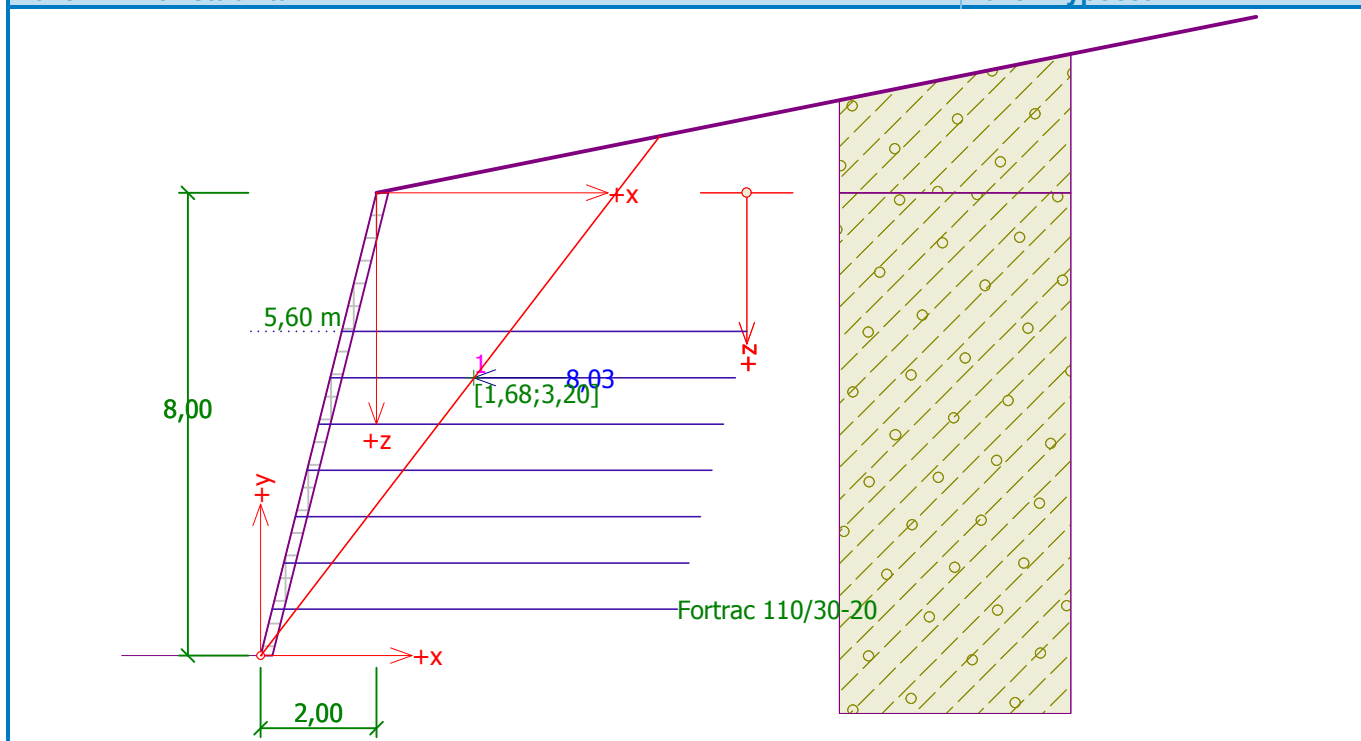 +x
5,60 m
+z
1
8,03
[1,68;3,20]
8,00
+z
+y
Fortrac 110/30-20
+x
2,00